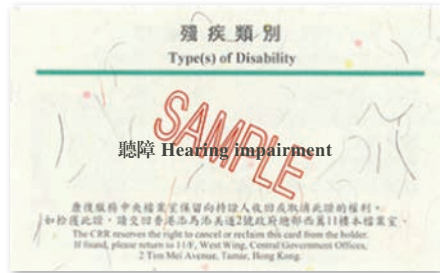 殘疾類別
Type(s) of Disability
SAMPLE
聽障 Hearing impairment
康復服務中央檔案室保留向持證人收回或取消此證的權利。
如拾獲此證，請交回香港添馬添美道2號政府總部西翼11樓本檔案室。
The CRR reserves the right to cancel or reclaim this card from the holder.
If found, please return to 11/F, West Wing, Central Government Offices,
2 Tim Mei Avenue, Tamar, Hong Kong.